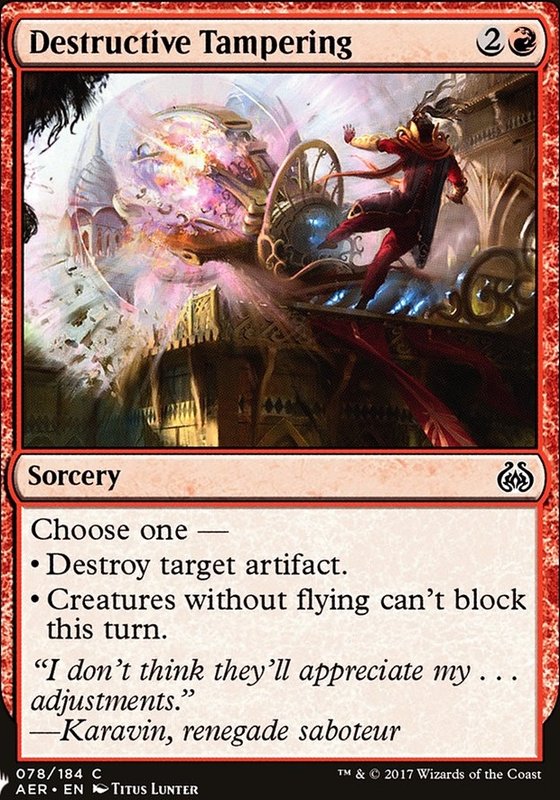 Destructive Tampering 2
Sorcery
Choose one —
• Destroy target artifact.
• Creatures without flying can't block
this turn.
"I don't think they'll appreciate my . . .
adjustments."
—Karavin, renegade saboteur
078/184 C
AER • EN Titus Lunter
™ & © 2017 Wizards of the Coast